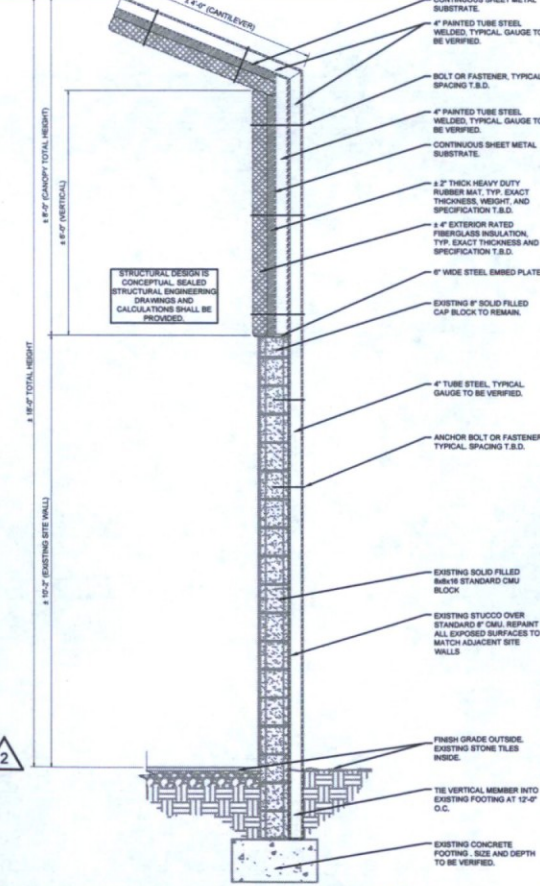 ± 4'-0" (CANTILEVER)
CONTINUOUS SHEET METAL
SUBSTRATE.
4" PAINTED TUBE STEEL
WELDED, TYPICAL. GAUGE TO
BE VERIFIED.
BOLT OR FASTENER, TYPICAL
SPACING T.B.D.
4" PAINTED TUBE STEEL
WELDED, TYPICAL. GAUGE TO
BE VERIFIED.
CONTINUOUS SHEET METAL
SUBSTRATE.
± 2" THICK HEAVY DUTY
RUBBER MAT, TYP. EXACT
THICKNESS, WEIGHT, AND
SPECIFICATION T.B.D.
± 4" EXTERIOR RATED
FIBERGLASS INSULATION,
TYP. EXACT THICKNESS AND
SPECIFICATION T.B.D.
6" WIDE STEEL EMBED PLATE
EXISTING 8" SOLID FILLED
CAP BLOCK TO REMAIN.
4" TUBE STEEL, TYPICAL.
GAUGE TO BE VERIFIED.
ANCHOR BOLT OR FASTENER
TYPICAL. SPACING T.B.D.
EXISTING SOLID FILLED
8x8x16 STANDARD CMU
BLOCK
EXISTING STUCCO OVER
STANDARD 8" CMU. REPAINT
ALL EXPOSED SURFACES TO
MATCH ADJACENT SITE
WALLS
FINISH GRADE OUTSIDE,
EXISTING STONE TILES
INSIDE.
TIE VERTICAL MEMBER INTO
EXISTING FOOTING AT 12'-0"
O.C.
EXISTING CONCRETE
FOOTING . SIZE AND DEPTH
TO BE VERIFIED.
± 8'-0" (CANOPY TOTAL HEIGHT)
± 6'-0" (VERTICAL)
STRUCTURAL DESIGN IS
CONCEPTUAL. SEALED
STRUCTURAL ENGINEERING
DRAWINGS AND
CALCULATIONS SHALL BE
PROVIDED.
± 18'-0" TOTAL HEIGHT
± 10'-2" (EXISTING SITE WALL)
2